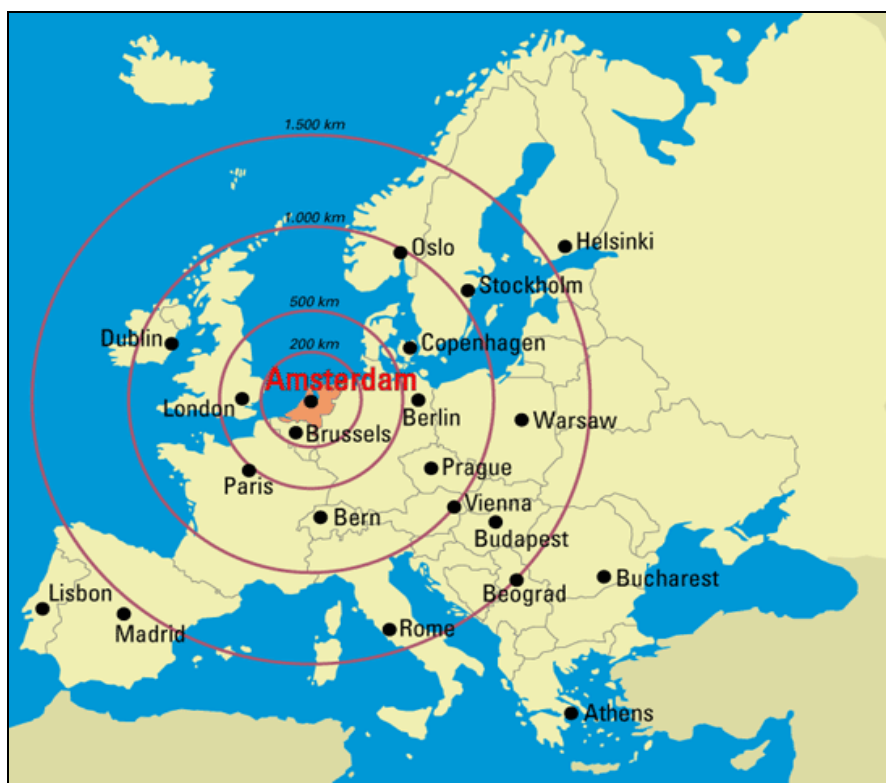 1.500 km
1.000 km
Oslo
Helsinki
Stockholm
500 km
Dublin
200 km
Copenhagen
Amsterdam
London
Berlin
Warsaw
Brussels
Prague
Paris
Vienna
Bern
Budapest
Bucharest
Beograd
Lisbon
Madrid
Rome
Athens